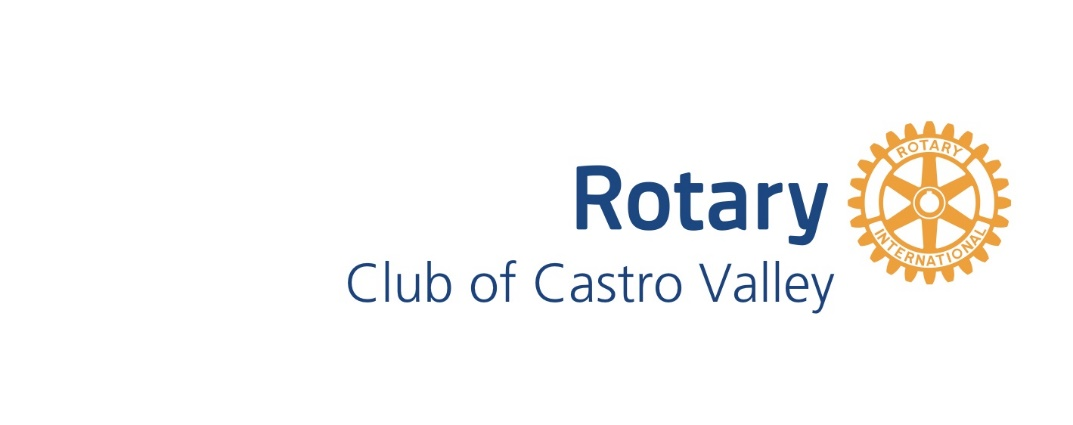 Rotary
Club of Castro Valley
ROTARY
INTERNATIONAL